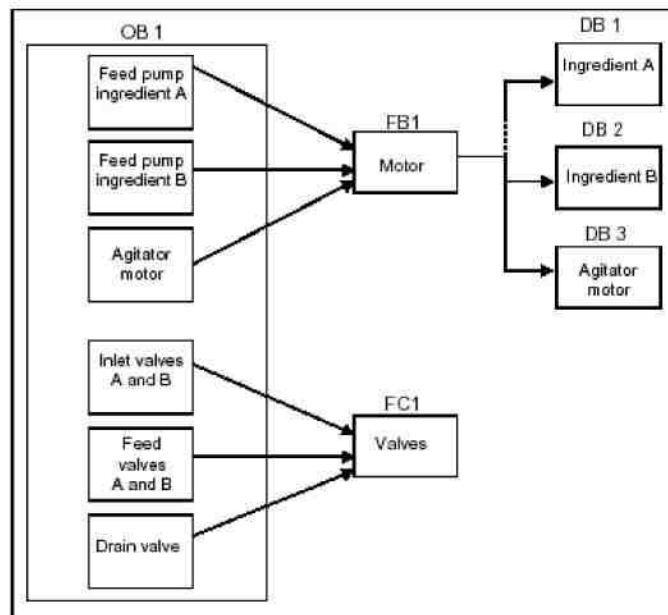 OB 1
Feed pump
ingredient A
Feed pump
ingredient B
Agitator
motor
Inlet valves
A and B
Feed
valves
A and B
Drain valve
FB1
Motor
FC1
Valves
DB 1
Ingredient A
DB 2
Ingredient B
DB 3
Agitator
motor